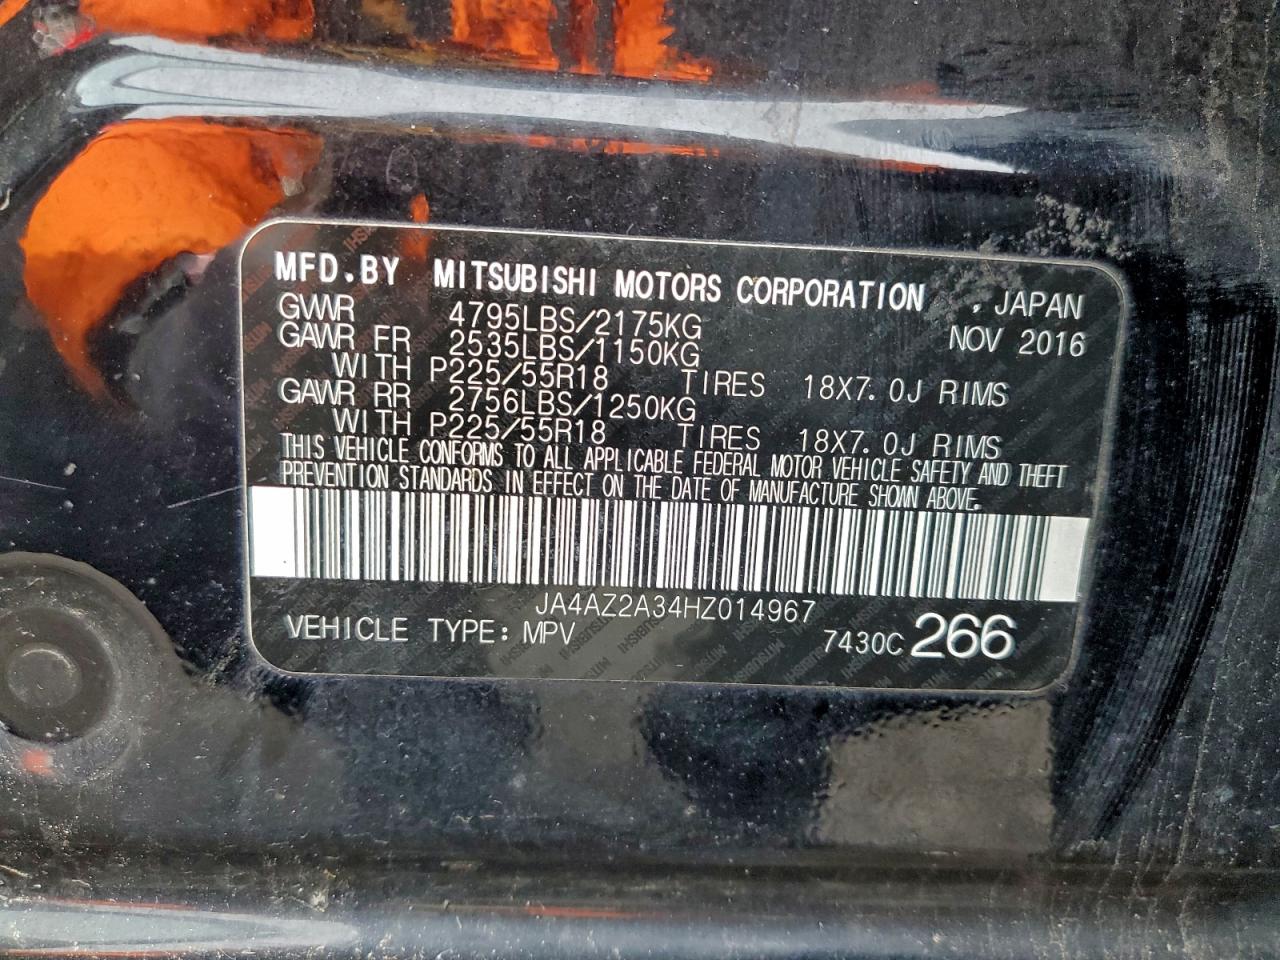 MFD.BY MITSUBISHI MOTORS CORPORATION , JAPAN
GVWR 4795LBS/2175KG NOV 2016
GAWR FR 2535LBS/1150KG
WITH P225/55R18 TIRES 18X7.0J RIMS
GAWR RR 2756LBS/1250KG
WITH P225/55R18 TIRES 18X7.0J RIMS
THIS VEHICLE CONFORMS TO ALL APPLICABLE FEDERAL MOTOR VEHICLE SAFETY AND THEFT
PREVENTION STANDARDS IN EFFECT ON THE DATE OF MANUFACTURE SHOWN ABOVE.
JA4AZ2A34HZ014967
VEHICLE TYPE: MPV 7430C 266